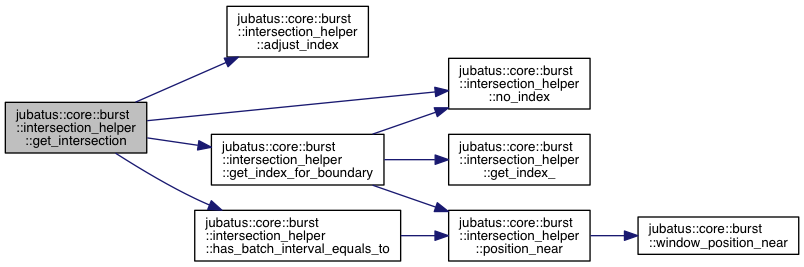 jubatus::core::burst
::intersection_helper
::get_intersection
jubatus::core::burst
::intersection_helper
::adjust_index
jubatus::core::burst
::intersection_helper
::no_index
jubatus::core::burst
::intersection_helper
::get_index_for_boundary
jubatus::core::burst
::intersection_helper
::get_index_
jubatus::core::burst
::intersection_helper
::has_batch_interval_equals_to
jubatus::core::burst
::intersection_helper
::position_near
jubatus::core::burst
::window_position_near